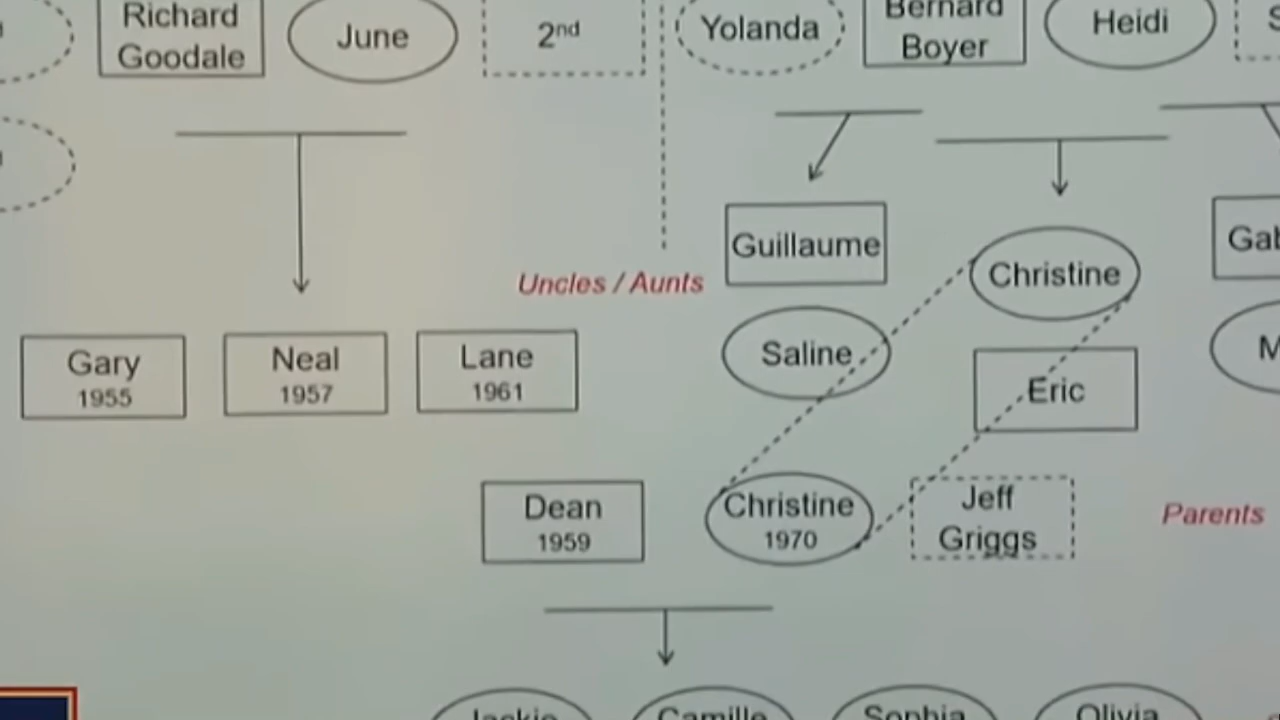 Richard
Goodale
June
2nd
Yolanda
Bernard
Boyer
Heidi
Guillaume
Christine
Uncles / Aunts
Saline
Eric
Gary
1955
Neal
1957
Lane
1961
Dean
1959
Christine
1970
Jeff
Griggs
Parents
Jackie
Camille
Sophia
Olivia